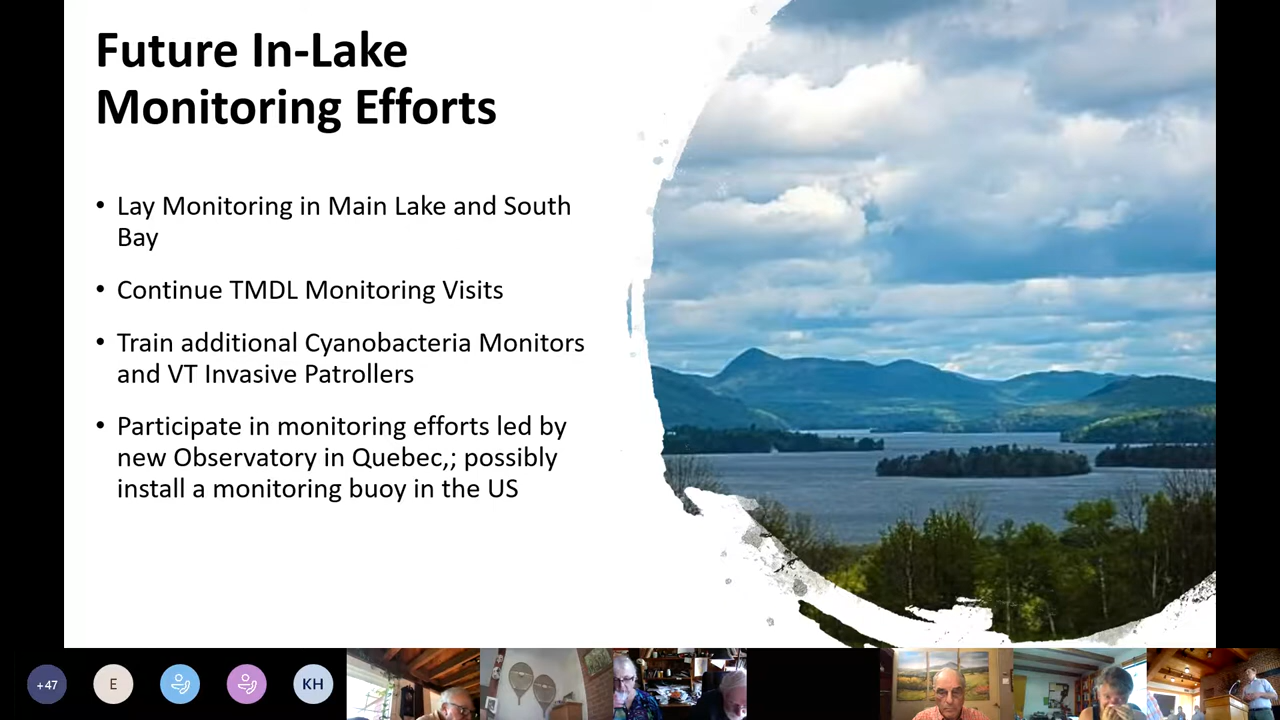 Future In-Lake
Monitoring Efforts
• Lay Monitoring in Main Lake and South
Bay
• Continue TMDL Monitoring Visits
• Train additional Cyanobacteria Monitors
and VT Invasive Patrollers
• Participate in monitoring efforts led by
new Observatory in Quebec,; possibly
install a monitoring buoy in the US
+47
E
KH